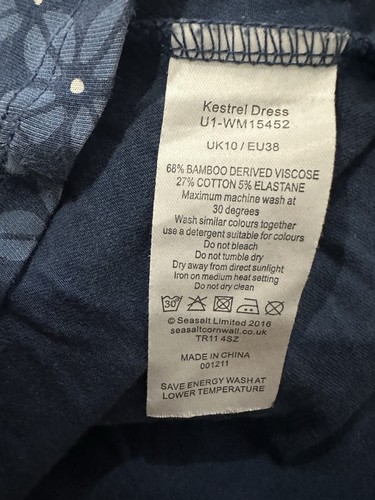 Kestrel Dress
U1-WM15452
UK10 / EU38
68% BAMBOO DERIVED VISCOSE
27% COTTON 5% ELASTANE
Maximum machine wash at
30 degrees
Wash similar colours together
use a detergent suitable for colours
Do not bleach
Do not tumble dry
Dry away from direct sunlight
Iron on medium heat setting
Do not dry clean
30
© Seasalt Limited 2016
seasaltcornwall.co.uk
TR11 4SZ
MADE IN CHINA
001211
SAVE ENERGY WASH AT
LOWER TEMPERATURE